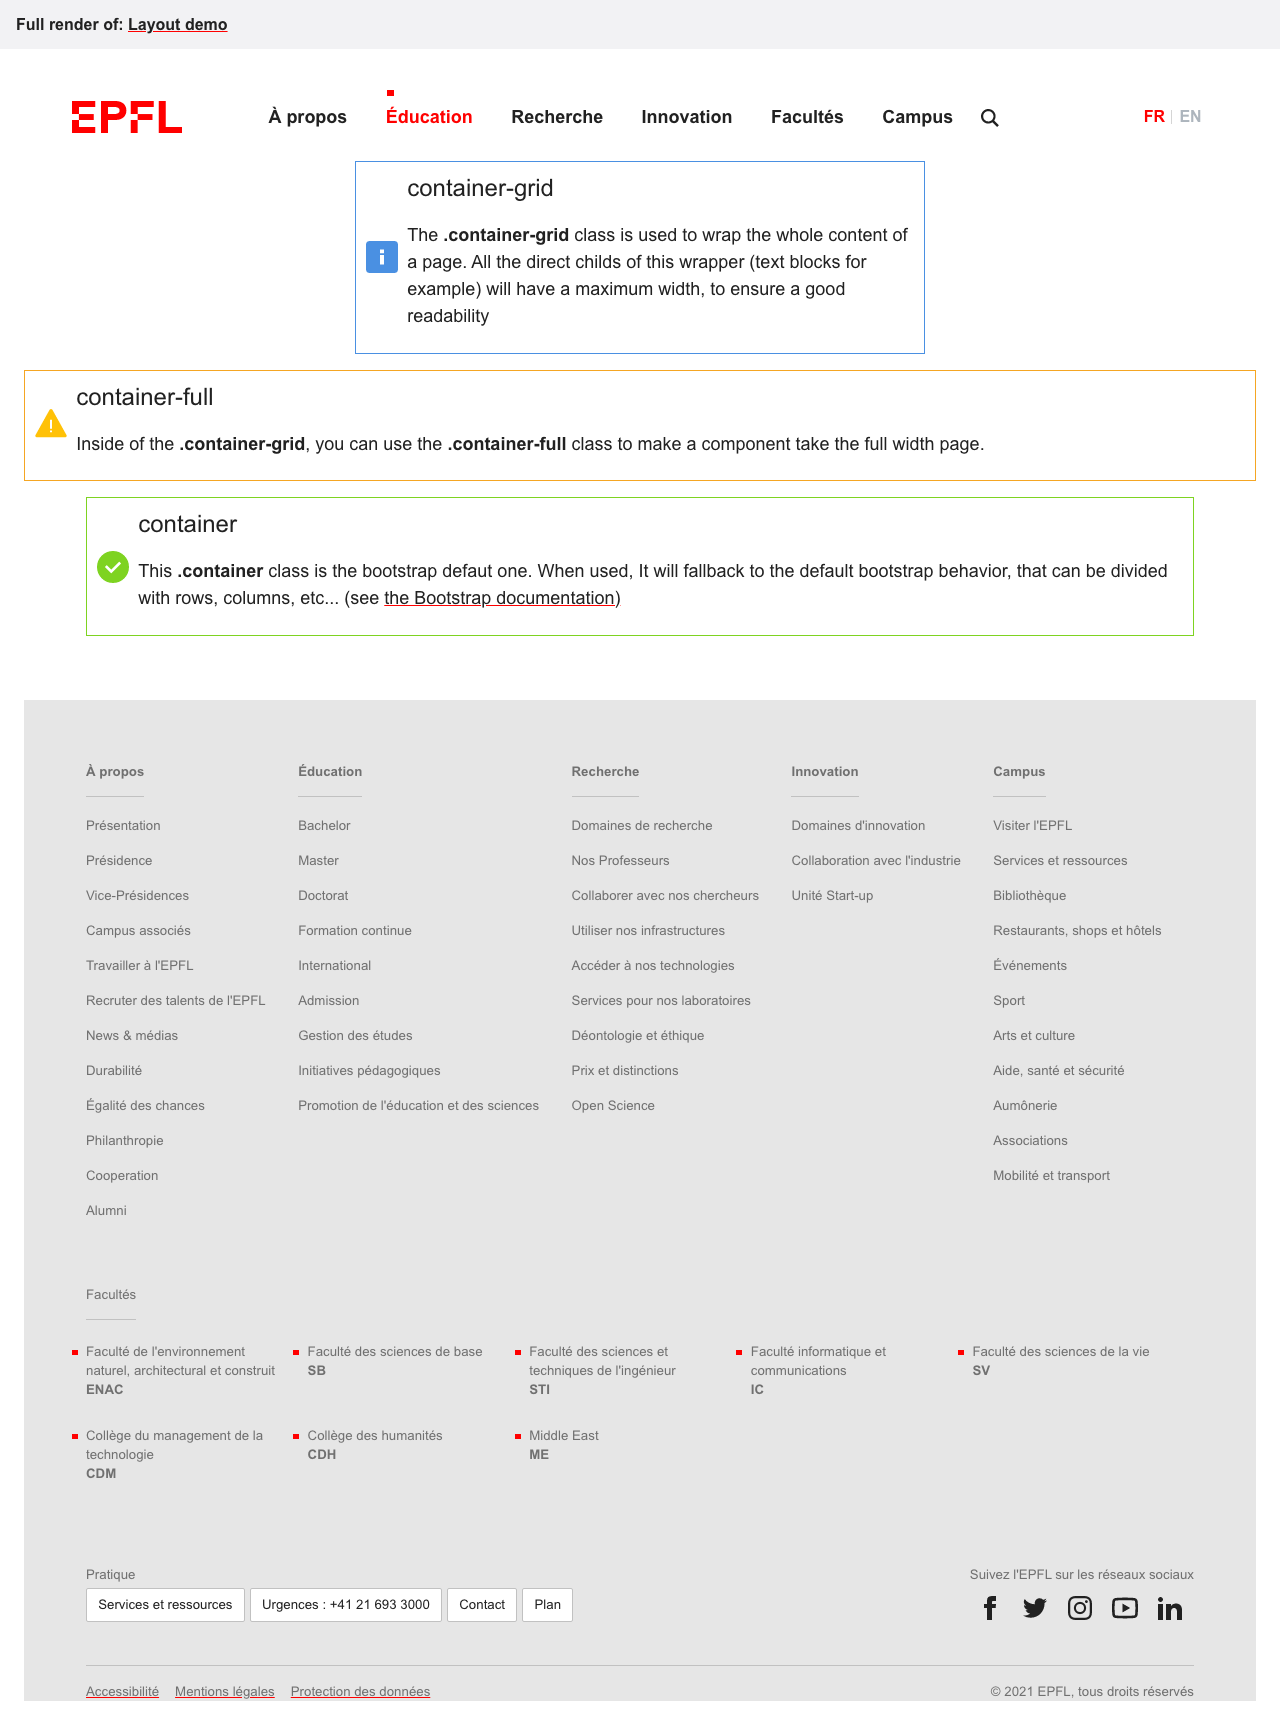 Full render of: Layout demo
EPFL
À propos Éducation Recherche Innovation Facultés Campus
FR EN
container-grid
The .container-grid class is used to wrap the whole content of
a page. All the direct childs of this wrapper (text blocks for
example) will have a maximum width, to ensure a good
readability
container-full
Inside of the .container-grid, you can use the .container-full class to make a component take the full width page.
container
This .container class is the bootstrap defaut one. When used, It will fallback to the default bootstrap behavior, that can be divided
with rows, columns, etc... (see the Bootstrap documentation)
À propos
Présentation
Présidence
Vice-Présidences
Campus associés
Travailler à l'EPFL
Recruter des talents de l'EPFL
News & médias
Durabilité
Égalité des chances
Philanthropie
Cooperation
Alumni
Éducation
Bachelor
Master
Doctorat
Formation continue
International
Admission
Gestion des études
Initiatives pédagogiques
Promotion de l'éducation et des sciences
Recherche
Domaines de recherche
Nos Professeurs
Collaborer avec nos chercheurs
Utiliser nos infrastructures
Accéder à nos technologies
Services pour nos laboratoires
Déontologie et éthique
Prix et distinctions
Open Science
Innovation
Domaines d'innovation
Collaboration avec l'industrie
Unité Start-up
Campus
Visiter l'EPFL
Services et ressources
Bibliothèque
Restaurants, shops et hôtels
Événements
Sport
Arts et culture
Aide, santé et sécurité
Aumônerie
Associations
Mobilité et transport
Facultés
Faculté de l'environnement
naturel, architectural et construit
ENAC
Faculté des sciences de base
SB
Faculté des sciences et
techniques de l'ingénieur
STI
Faculté informatique et
communications
IC
Faculté des sciences de la vie
SV
Collège du management de la
technologie
CDM
Collège des humanités
CDH
Middle East
ME
Pratique
Services et ressources Urgences : +41 21 693 3000 Contact Plan
Suivez l'EPFL sur les réseaux sociaux
Accessibilité Mentions légales Protection des données
© 2021 EPFL, tous droits réservés